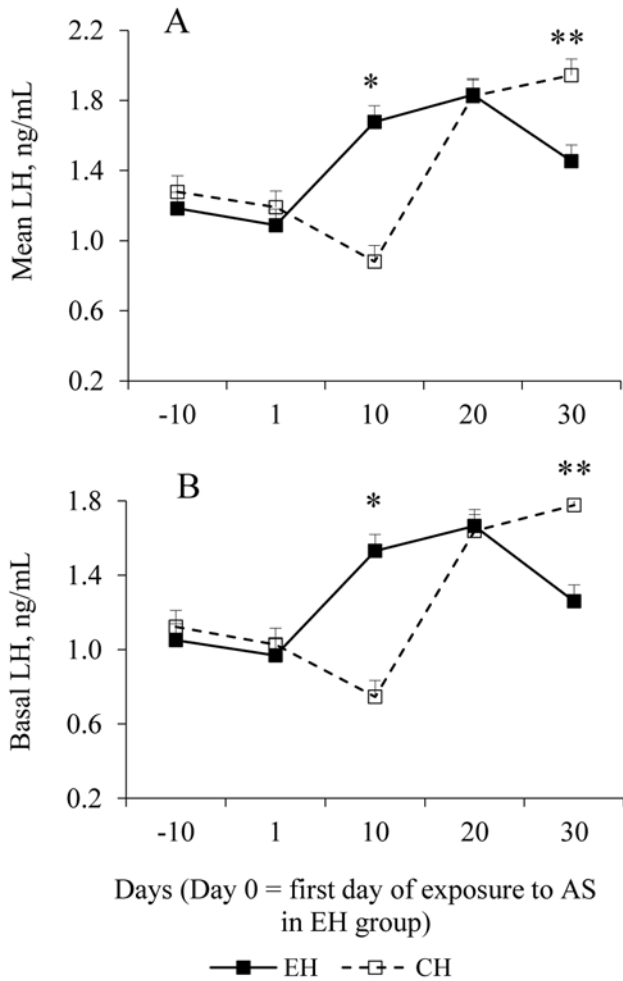 A
Mean LH, ng/mL
2.2
1.8
1.4
1.0
0.6
0.2
*
**
-10 1 10 20 30
B
Basal LH, ng/mL
1.8
1.4
1.0
0.6
0.2
*
**
-10 1 10 20 30
Days (Day 0 = first day of exposure to AS
in EH group)
EH CH